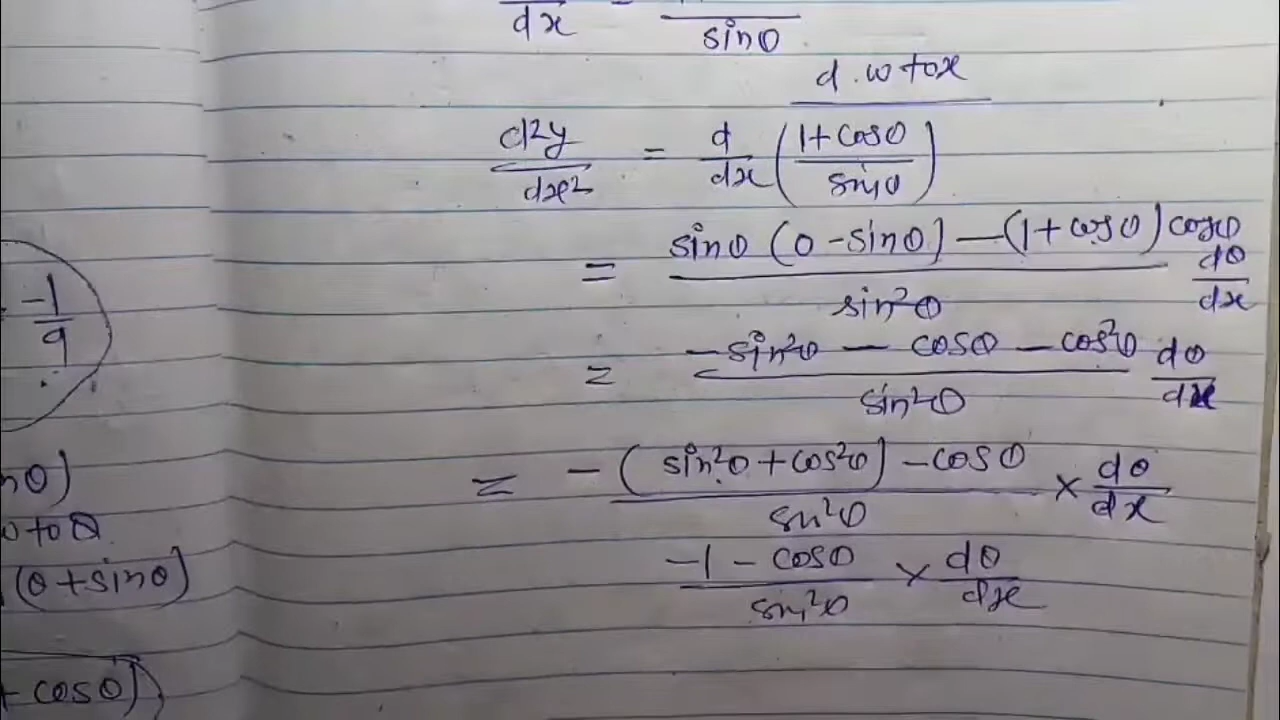 dx sinθ
d.w to x
d²y/dx² = d/dx (1+cosθ/sinθ)
= sinθ (0-sinθ) - (1+cosθ) cosθ / sin²θ dθ/dx
= -sin²θ - cosθ - cos²θ / sin²θ dθ/dx
= -(sin²θ+cos²θ) - cosθ / sin²θ × dθ/dx
-1 - cosθ / sin²θ × dθ/dx
-1/9
θ)
to θ
(θ+sinθ)
+ cosθ)